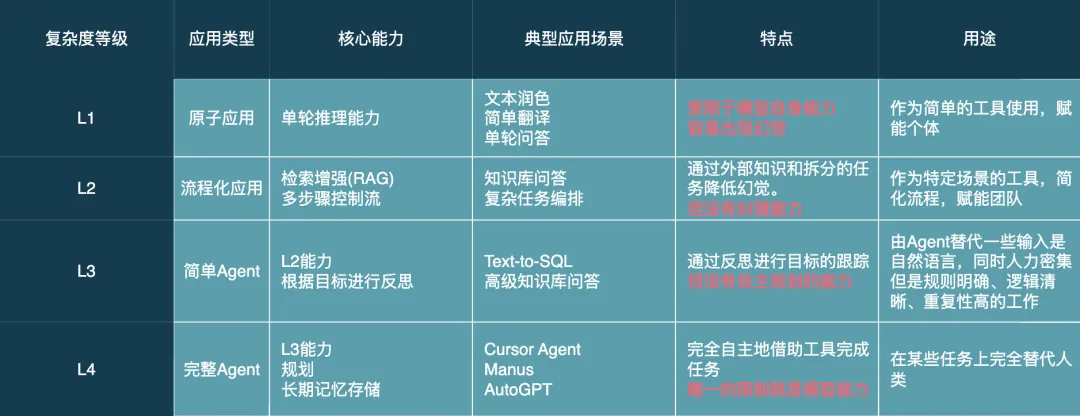 复杂度等级 应用类型 核心能力 典型应用场景 特点 用途
L1
原子应用
单轮推理能力
文本润色
简单翻译
单轮问答
受限于模型自身能力
容易出现幻觉
作为简单的工具使用，赋
能个体
L2
流程化应用
检索增强(RAG)
多步骤控制流
知识库问答
复杂任务编排
通过外部知识和拆分的任
务降低幻觉。
但没有纠错能力
作为特定场景的工具，简
化流程，赋能团队
L3
简单Agent
L2能力
根据目标进行反思
Text-to-SQL
高级知识库问答
通过反思进行目标的跟踪
但没有自主规划的能力
由Agent替代一些输入是
自然语言，同时人力密集
但是规则明确、逻辑清
晰、重复性高的工作
L4
完整Agent
L3能力
规划
长期记忆存储
Cursor Agent
Manus
AutoGPT
完全自主地借助工具完成
任务
唯一的限制就是模型能力
在某些任务上完全替代人
类